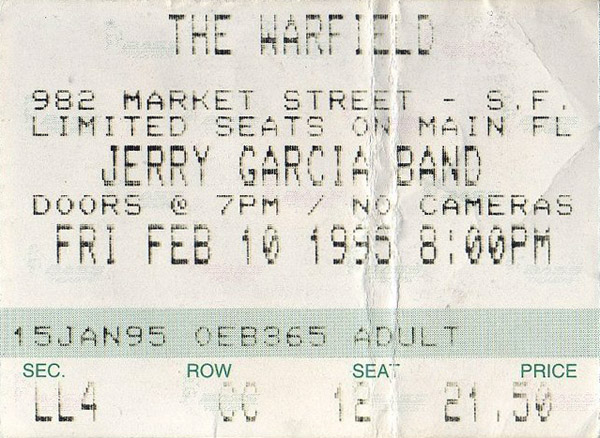 THE WARFIELD
982 MARKET STREET - S.F.
LIMITED SEATS ON MAIN FL
JERRY GARCIA BAND
DOORS @ 7PM / NO CAMERAS
FRI FEB 10 1995 8:00PM
15JAN95 OEB365 ADULT
SEC. ROW SEAT PRICE
LL4 CC 12 21.50